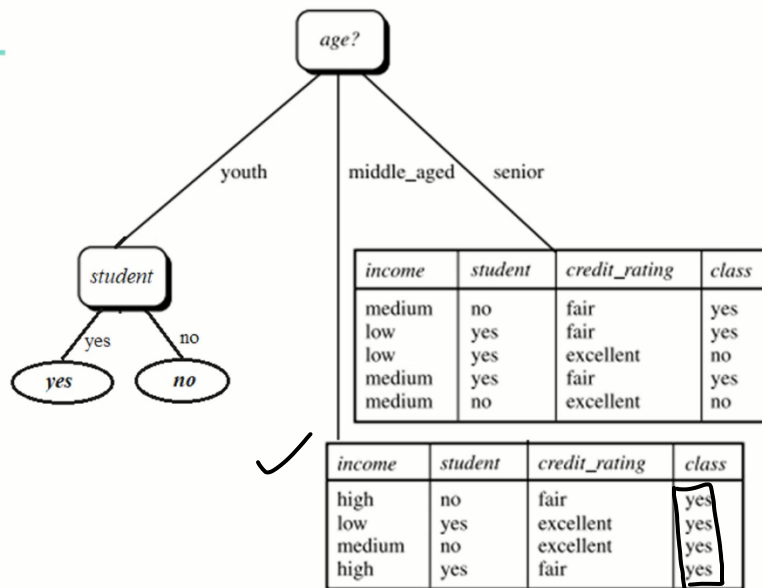 age?
youth middle_aged senior
student
yes no
yes no
income student credit_rating class
medium no fair yes
low yes fair yes
low yes excellent no
medium yes fair yes
medium no excellent no
income student credit_rating class
high no fair yes
low yes excellent yes
medium no excellent yes
high yes fair yes